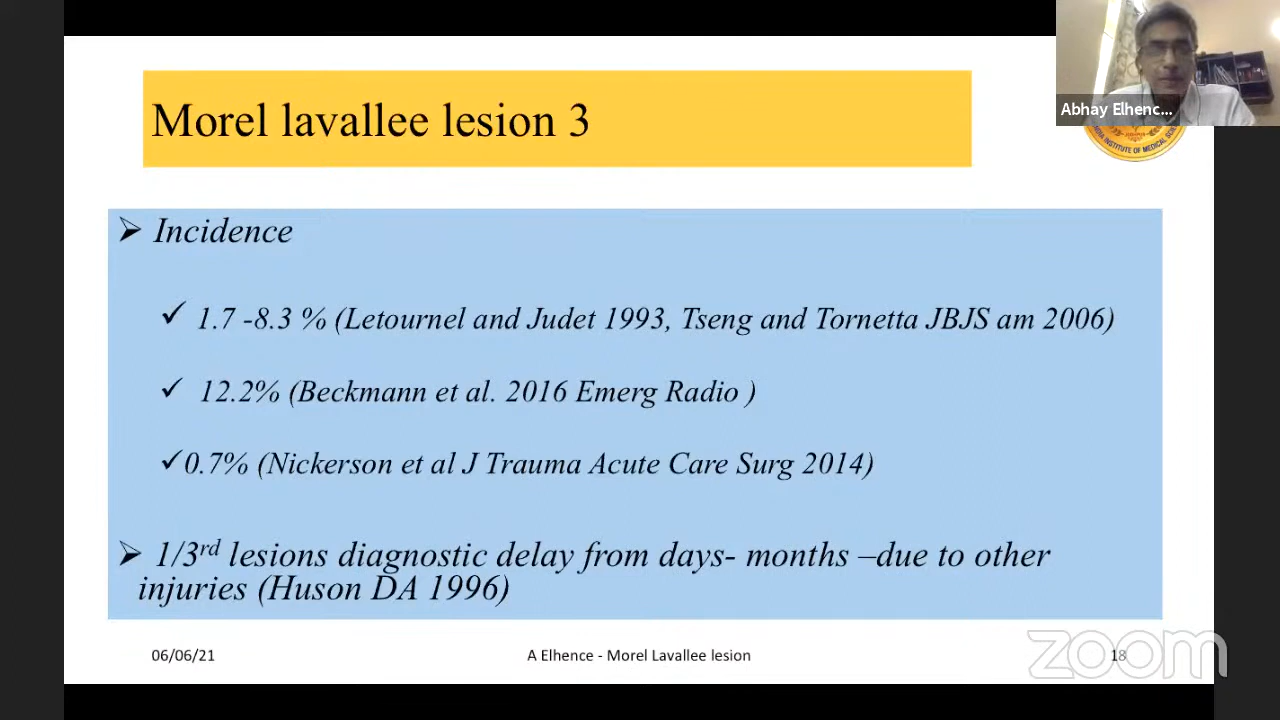 Morel lavallee lesion 3
Abhay Elhenc...
INSTITUTE OF MEDICAL
➢ Incidence
✓ 1.7 -8.3 % (Letournel and Judet 1993, Tseng and Tornetta JBJS am 2006)
✓ 12.2% (Beckmann et al. 2016 Emerg Radio )
✓0.7% (Nickerson et al J Trauma Acute Care Surg 2014)
➢ 1/3rd lesions diagnostic delay from days- months –due to other
injuries (Huson DA 1996)
06/06/21
A Elhence - Morel Lavallee lesion
18
zoom